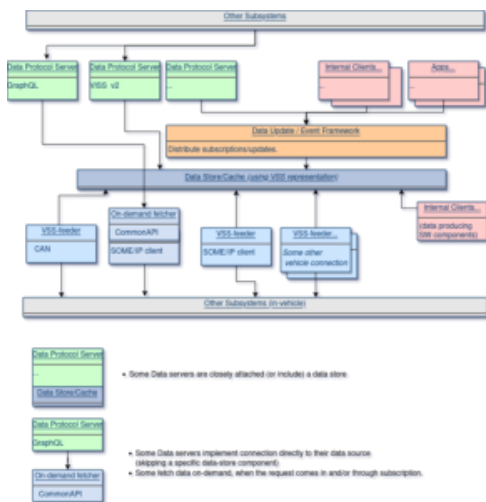 Other Subsystems
Data Protocol Server
GraphQL
Data Protocol Server
VISS v2
Data Protocol Server
...
Internal Clients...
...
Apps...
...
Data Update / Event Framework
Distribute subscriptions/updates.
Data Store/Cache (using VSS representation)
VSS-feeder
CAN
On-demand fetcher
CommonAPI
SOME/IP client
VSS-feeder
SOME/IP client
VSS-feeder...
Some other
vehicle connection
Internal Clients...
(data producing
SW components)
Other Subsystems (in-vehicle)
Data Protocol Server
...
Data Store/Cache
• Some Data servers are closely attached (or include) a data store.
Data Protocol Server
GraphQL
On-demand fetcher
CommonAPI
• Some Data servers implement connection directly to their data source
(skipping a specific data-store component)
• Some fetch data on-demand, when the request comes in and/or through subscription.